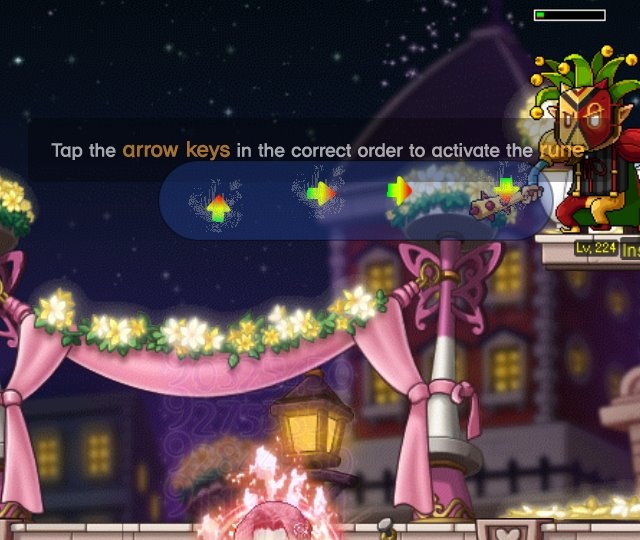 Tap the arrow keys in the correct order to activate the rune.
Lv. 224